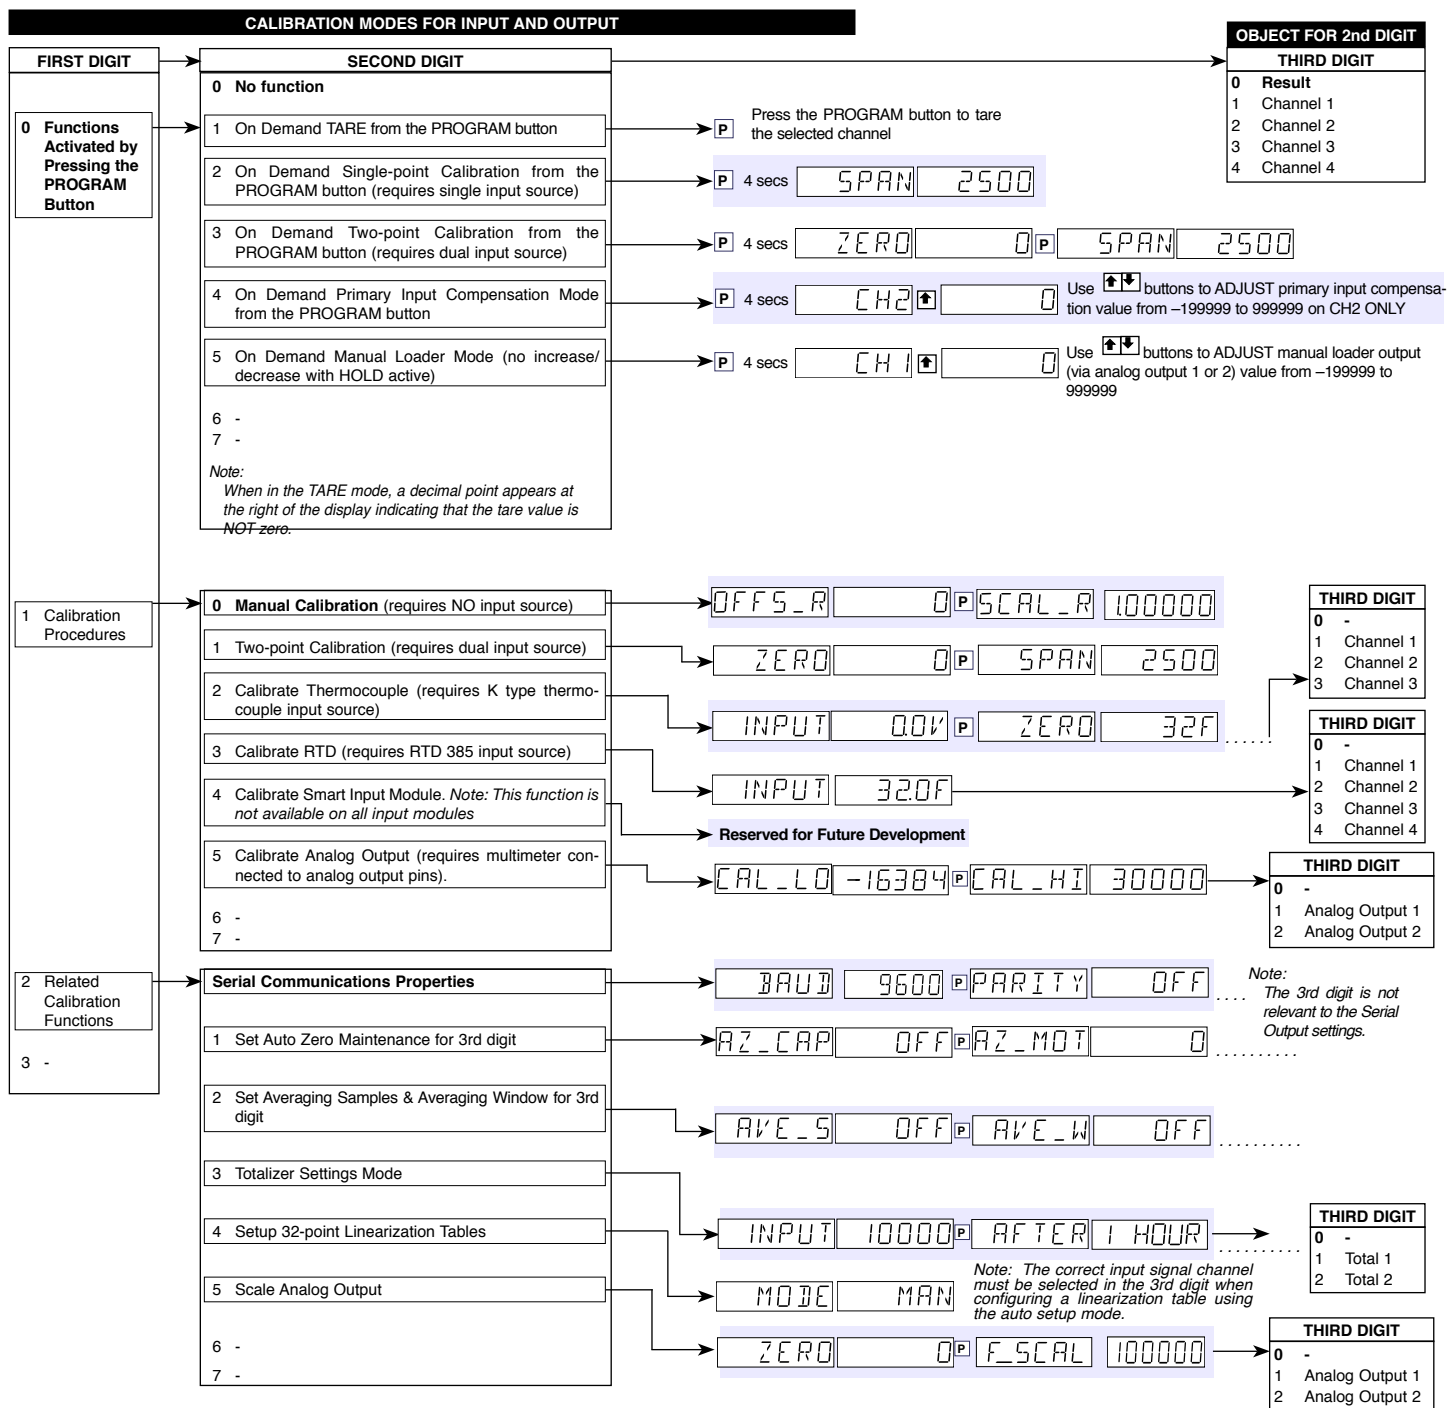 CALIBRATION MODES FOR INPUT AND OUTPUT
OBJECT FOR 2nd DIGIT
FIRST DIGIT
SECOND DIGIT
THIRD DIGIT
0 Result
1 Channel 1
2 Channel 2
3 Channel 3
4 Channel 4
0 No function
0 Functions
Activated by
Pressing the
PROGRAM
Button
1 On Demand TARE from the PROGRAM button
P Press the PROGRAM button to tare
the selected channel
2 On Demand Single-point Calibration from the
PROGRAM button (requires single input source)
P 4 secs SPAN 2500
3 On Demand Two-point Calibration from the
PROGRAM button (requires dual input source)
P 4 secs ZERO 0 P SPAN 2500
4 On Demand Primary Input Compensation Mode
from the PROGRAM button
P 4 secs CH2 0
Use buttons to ADJUST primary input compensa-
tion value from –199999 to 999999 on CH2 ONLY
5 On Demand Manual Loader Mode (no increase/
decrease with HOLD active)
P 4 secs CH1 0
Use buttons to ADJUST manual loader output
(via analog output 1 or 2) value from –199999 to
999999
6 -
7 -
Note:
When in the TARE mode, a decimal point appears at
the right of the display indicating that the tare value is
NOT zero.
1 Calibration
Procedures
0 Manual Calibration (requires NO input source)
OFFS_R 0 P SCAL_R 1.00000
1 Two-point Calibration (requires dual input source)
ZERO 0 P SPAN 2500
2 Calibrate Thermocouple (requires K type thermo-
couple input source)
INPUT 0.0V P ZERO 32F ......
THIRD DIGIT
0 -
1 Channel 1
2 Channel 2
3 Channel 3
3 Calibrate RTD (requires RTD 385 input source)
INPUT 32.0F
THIRD DIGIT
0 -
1 Channel 1
2 Channel 2
3 Channel 3
4 Channel 4
4 Calibrate Smart Input Module. Note: This function is
not available on all input modules
Reserved for Future Development
5 Calibrate Analog Output (requires multimeter con-
nected to analog output pins).
CAL_LO -16384 P CAL_HI 30000
THIRD DIGIT
0 -
1 Analog Output 1
2 Analog Output 2
6 -
7 -
2 Related
Calibration
Functions
3 -
Serial Communications Properties
BAUD 9600 P PARITY OFF ....
Note:
The 3rd digit is not
relevant to the Serial
Output settings.
1 Set Auto Zero Maintenance for 3rd digit
AZ_CAP OFF P AZ_MOT 0 ..........
2 Set Averaging Samples & Averaging Window for 3rd
digit
AVE_S OFF P AVE_W OFF ..........
3 Totalizer Settings Mode
INPUT 10000 P AFTER 1 HOUR ..........
THIRD DIGIT
0 -
1 Total 1
2 Total 2
4 Setup 32-point Linearization Tables
MODE MAN
Note: The correct input signal channel
must be selected in the 3rd digit when
configuring a linearization table using
the auto setup mode.
5 Scale Analog Output
ZERO 0 P F_SCAL 100000
THIRD DIGIT
0 -
1 Analog Output 1
2 Analog Output 2
6 -
7 -